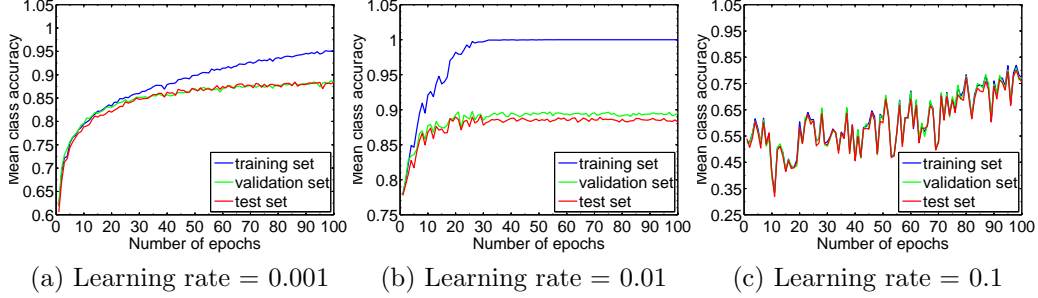 Mean class accuracy
1
0.95
0.9
0.85
0.8
0.75
0.7
0.65
0.6
0 10 20 30 40 50 60 70 80 90 100
Number of epochs
training set
validation set
test set
(a) Learning rate = 0.001
Mean class accuracy
1
0.95
0.9
0.85
0.8
0.75
0 10 20 30 40 50 60 70 80 90 100
Number of epochs
training set
validation set
test set
(b) Learning rate = 0.01
Mean class accuracy
1.05
0.95
0.85
0.75
0.65
0.55
0.45
0.35
0.25
0 10 20 30 40 50 60 70 80 90 100
Number of epochs
training set
validation set
test set
(c) Learning rate = 0.1